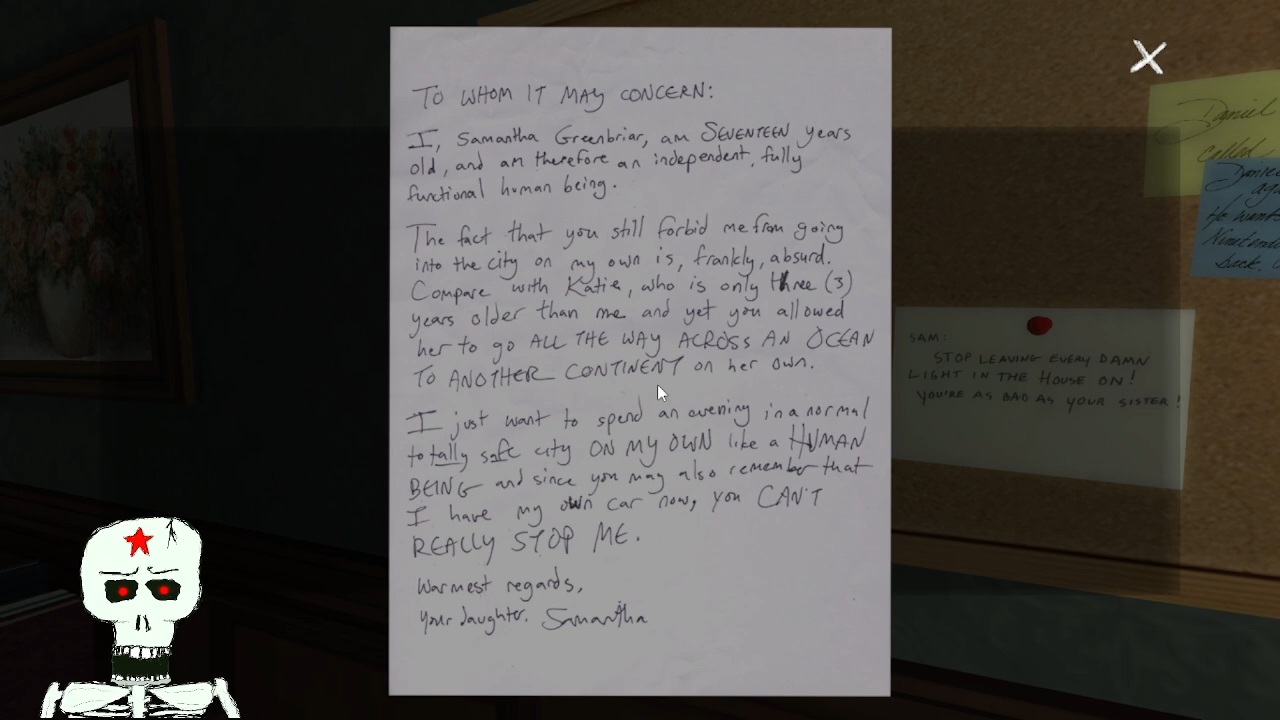 TO WHOM IT MAY CONCERN:
I, Samantha Greenbriar, am SEVENTEEN years
old, and am therefore an independent, fully
functional human being.
The fact that you still forbid me from going
into the city on my own is, frankly, absurd.
Compare with Katie, who is only three (3)
years older than me and yet you allowed
her to go ALL THE WAY ACROSS AN OCEAN
TO ANOTHER CONTINENT on her own.
I just want to spend an evening in a normal
totally safe city ON MY OWN like a HUMAN
BEING and since you may also remember that
I have my own car now, you CAN'T
REALLY STOP ME.
Warmest regards,
Your daughter. Samantha
Daniel
called
Daniel
He
back.
SAM:
STOP LEAVING EVERY DAMN
LIGHT IN THE HOUSE ON!
YOU'RE AS BAD AS YOUR SISTER!